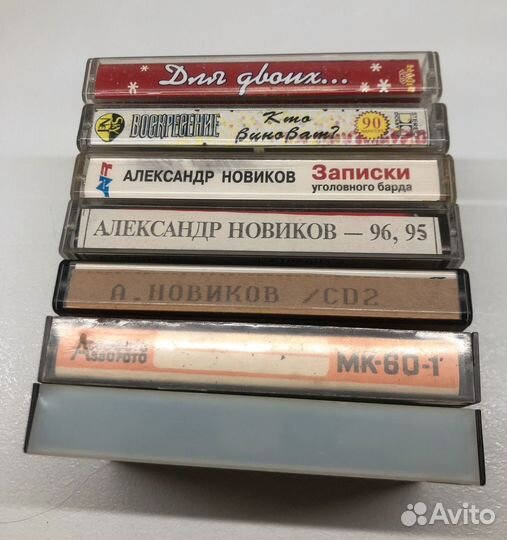 Для двоих...
ВОСКРЕСЕНИЕ
Кто
виноват?
90
АЛЕКСАНДР НОВИКОВ
Записки
уголовного барда
АЛЕКСАНДР НОВИКОВ — 96, 95
А.НОВИКОВ /CD2
МК-60-1
Avito